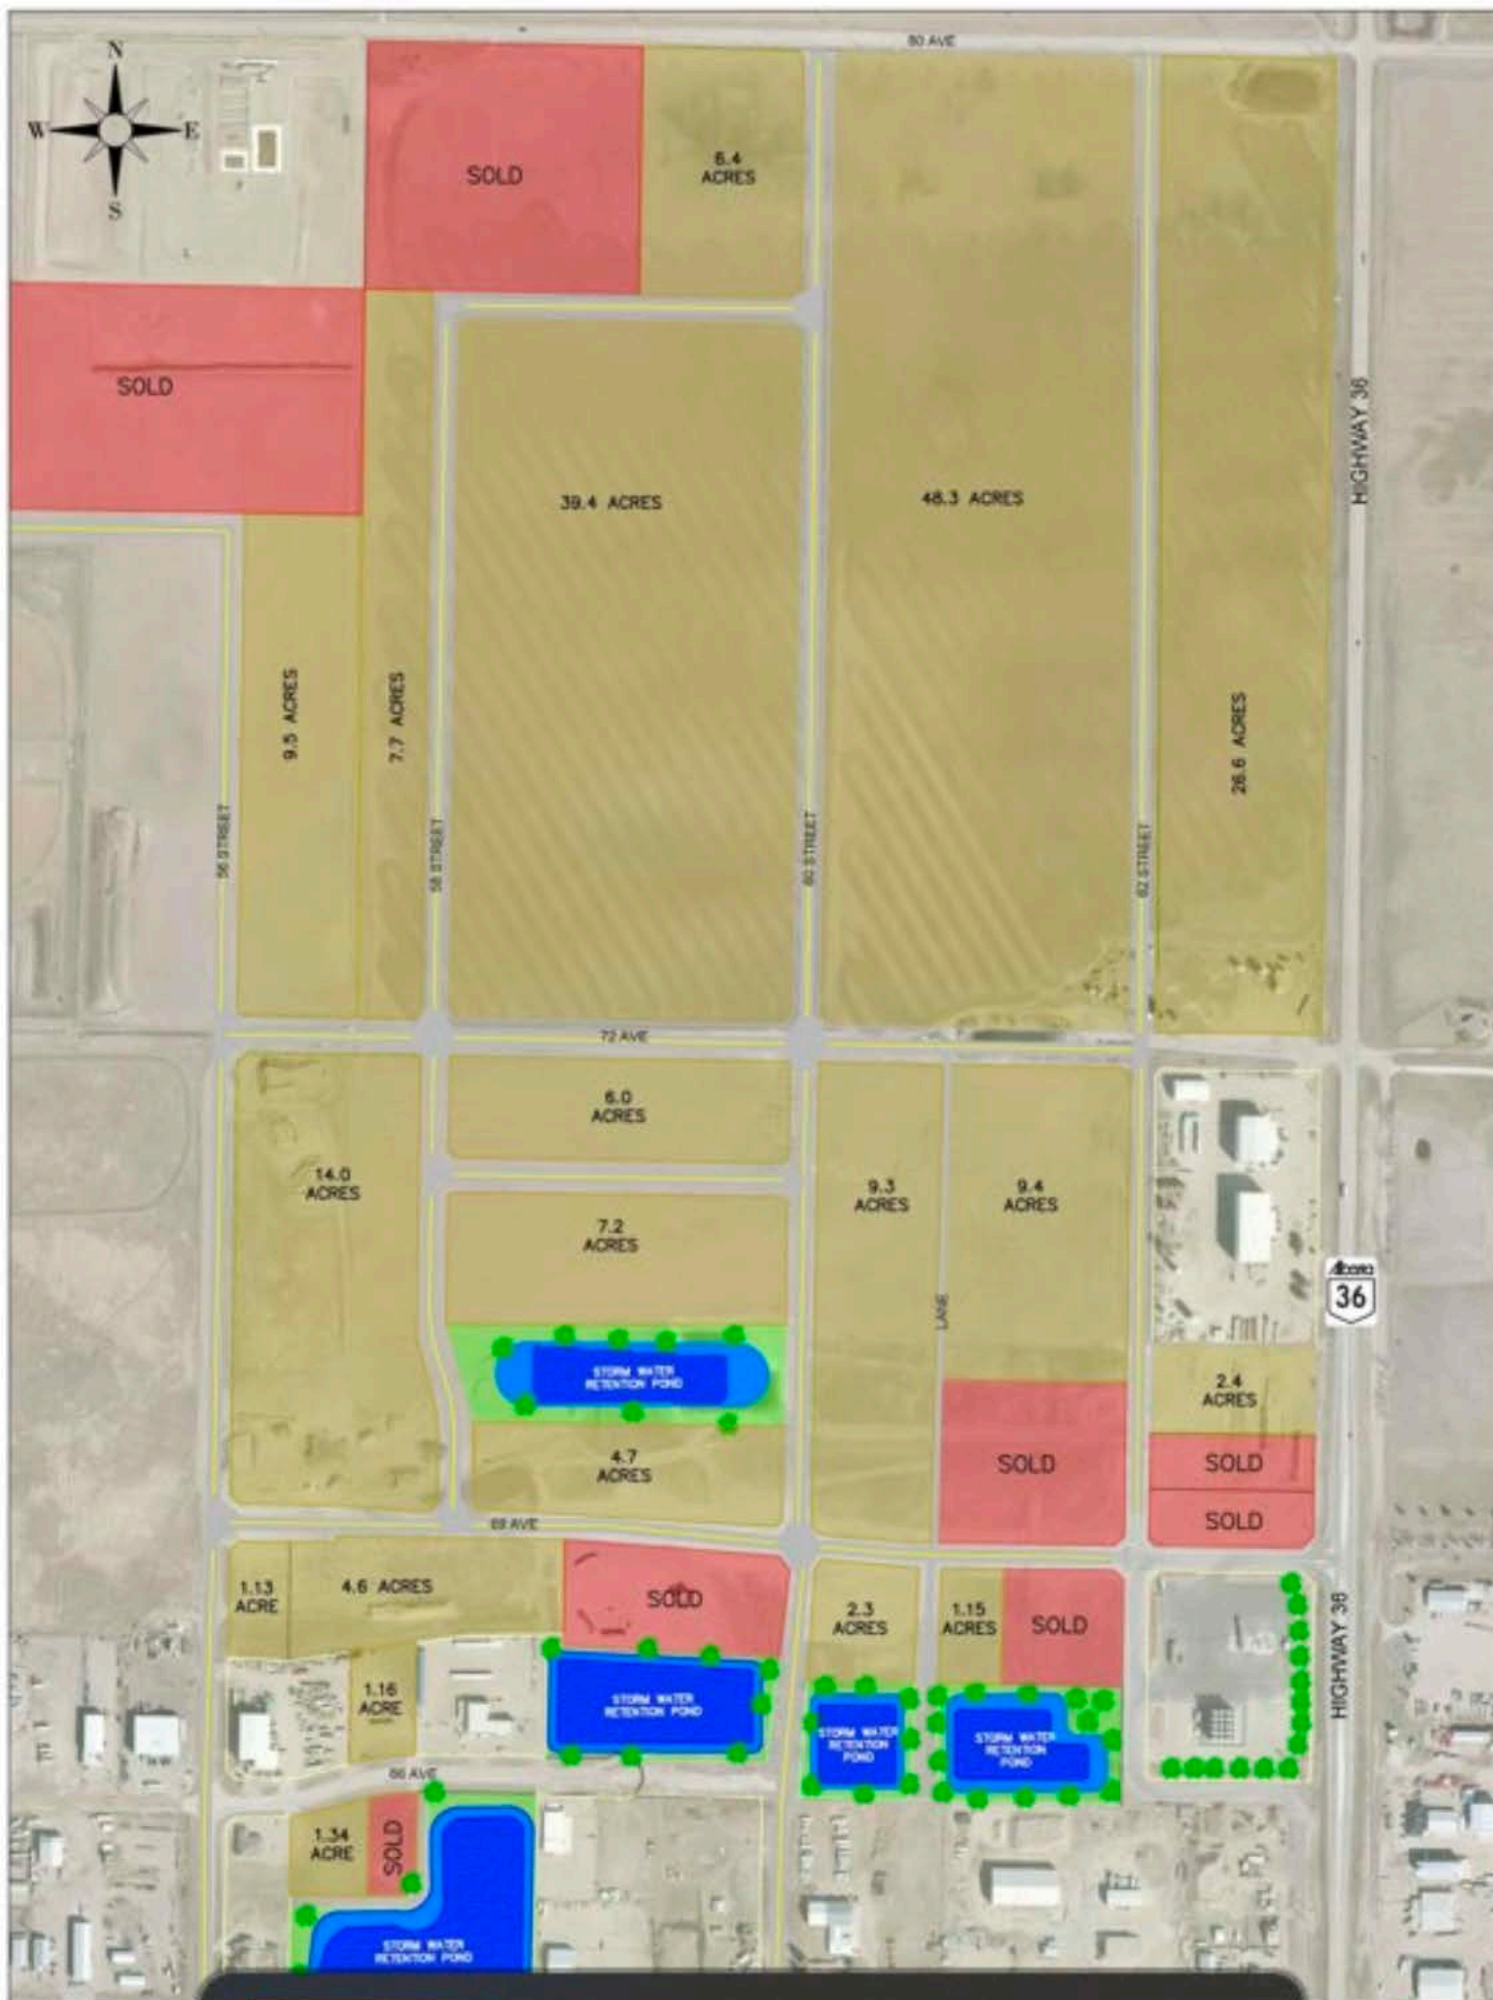 80 AVE
N
W
E
S
SOLD
6.4
ACRES
SOLD
HIGHWAY 36
39.4 ACRES
48.3 ACRES
9.5 ACRES
7.7 ACRES
26.6 ACRES
56 STREET
58 STREET
60 STREET
62 STREET
72 AVE
6.0
ACRES
14.0
ACRES
9.3
ACRES
9.4
ACRES
7.2
ACRES
LANE
Alberta
36
STORM WATER
RETENTION POND
2.4
ACRES
4.7
ACRES
SOLD
SOLD
SOLD
69 AVE
1.13
ACRE
4.6 ACRES
SOLD
2.3
ACRES
1.15
ACRES
SOLD
HIGHWAY 36
1.16
ACRE
STORM WATER
RETENTION POND
STORM WATER
RETENTION
POND
STORM WATER
RETENTION
POND
66 AVE
1.34
ACRE
SOLD
STORM WATER
RETENTION POND